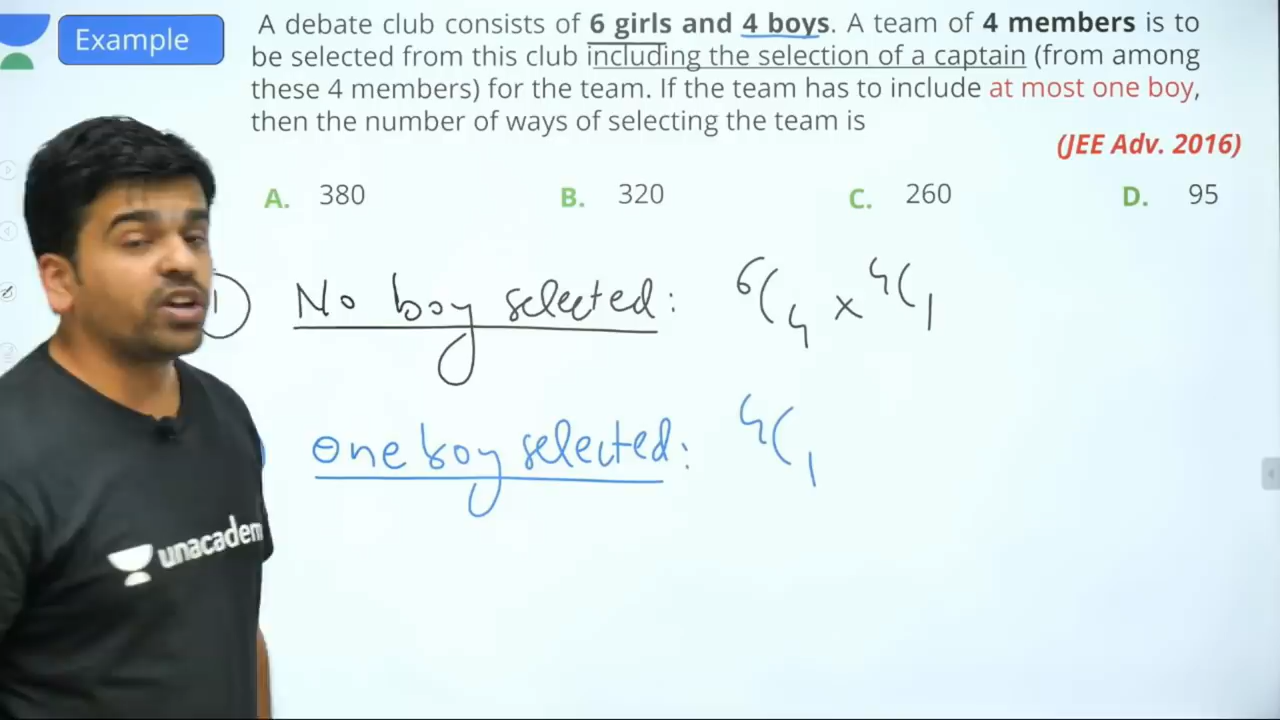 Example
A debate club consists of 6 girls and 4 boys. A team of 4 members is to
be selected from this club including the selection of a captain (from among
these 4 members) for the team. If the team has to include at most one boy,
then the number of ways of selecting the team is
(JEE Adv. 2016)
A. 380 B. 320 C. 260 D. 95
1 No boy selected: ⁶C₄ x ⁴C₁
One boy selected: ⁴C₁
unacadem